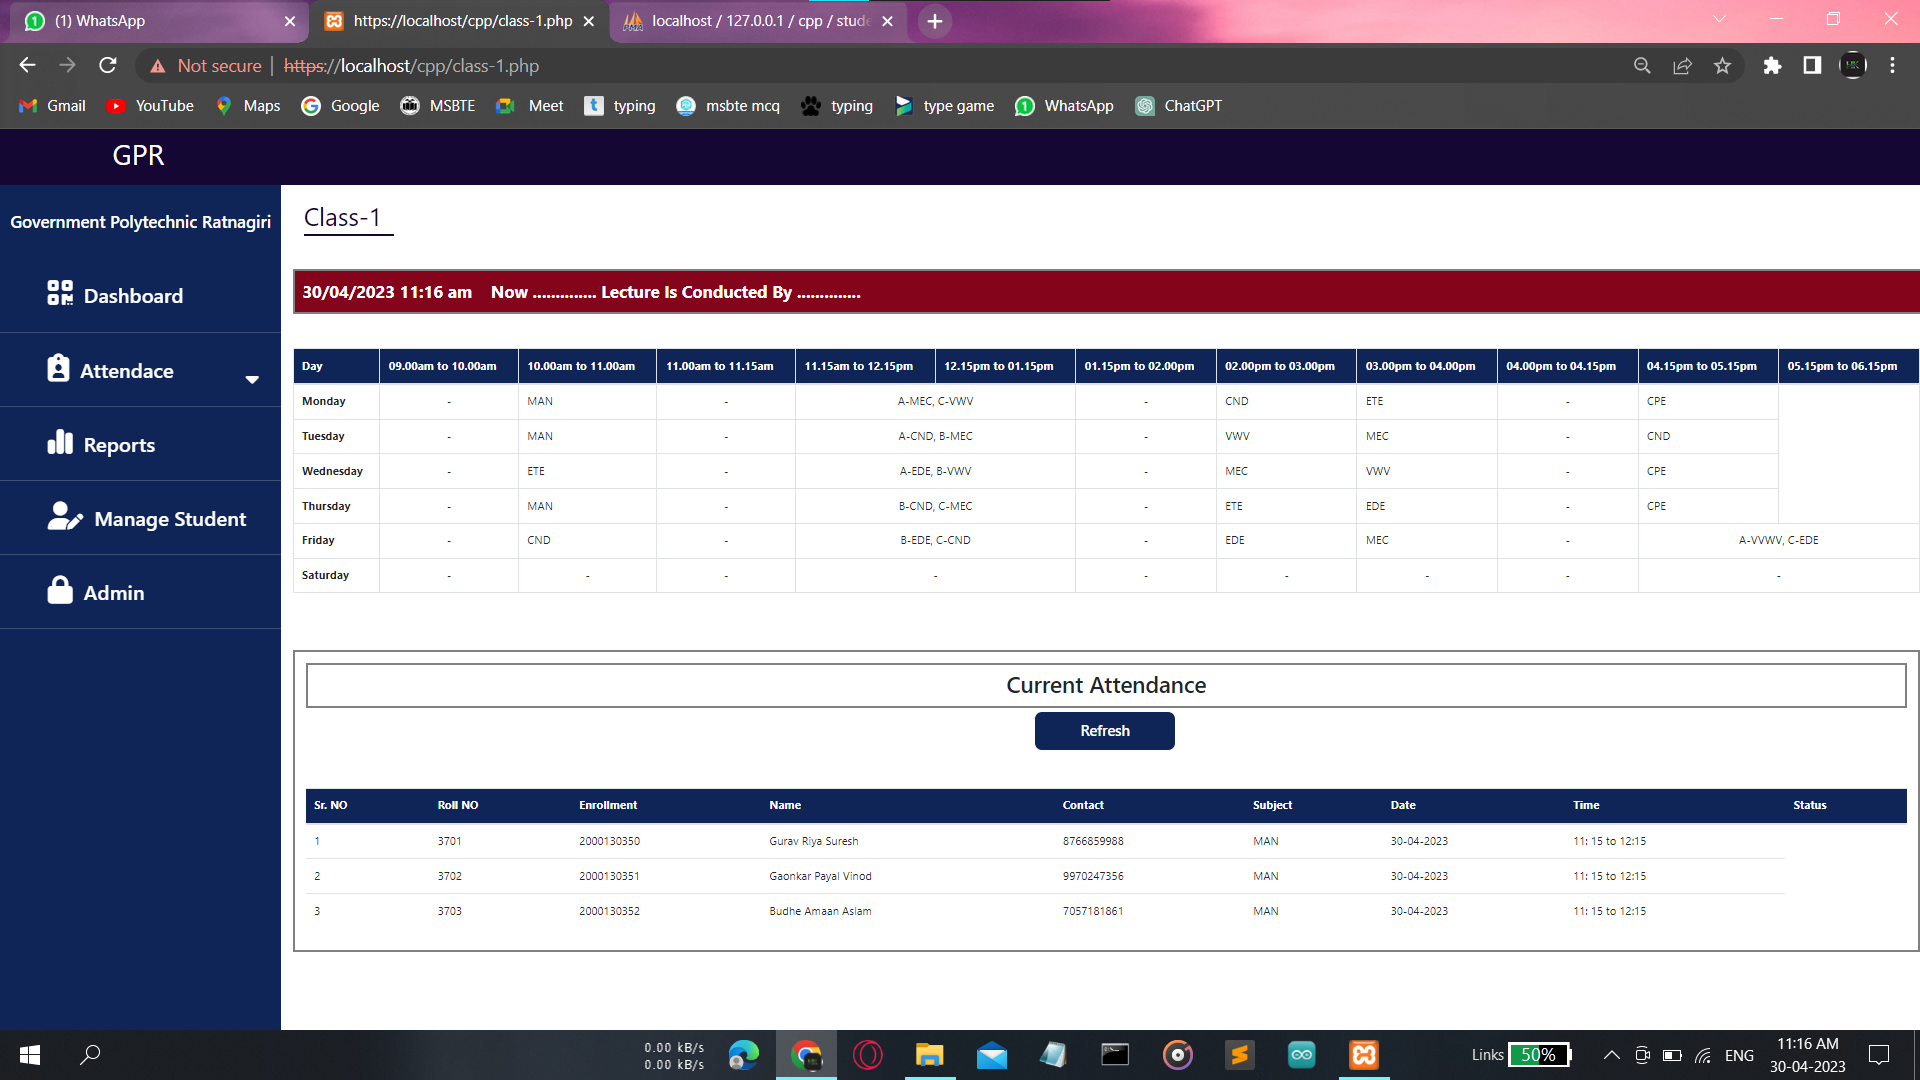 (1) WhatsApp
https://localhost/cpp/class-1.php
localhost / 127.0.0.1 / cpp / stude
Not secure https://localhost/cpp/class-1.php
Gmail YouTube Maps Google MSBTE Meet typing msbte mcq typing type game WhatsApp ChatGPT
GPR
Government Polytechnic Ratnagiri
Dashboard
Attendace
Reports
Manage Student
Admin
Class-1
30/04/2023 11:16 am Now .............. Lecture Is Conducted By ..............
Day 09.00am to 10.00am 10.00am to 11.00am 11.00am to 11.15am 11.15am to 12.15pm 12.15pm to 01.15pm 01.15pm to 02.00pm 02.00pm to 03.00pm 03.00pm to 04.00pm 04.00pm to 04.15pm 04.15pm to 05.15pm 05.15pm to 06.15pm
Monday - MAN - A-MEC, C-VWV - CND ETE - CPE
Tuesday - MAN - A-CND, B-MEC - VWV MEC - CND
Wednesday - ETE - A-EDE, B-VWV - MEC VWV - CPE
Thursday - MAN - B-CND, C-MEC - ETE EDE - CPE
Friday - CND - B-EDE, C-CND - EDE MEC - A-VVWV, C-EDE
Saturday - - - - - - - - -
Current Attendance
Refresh
Sr. NO Roll NO Enrollment Name Contact Subject Date Time Status
1 3701 2000130350 Gurav Riya Suresh 8766859988 MAN 30-04-2023 11: 15 to 12:15
2 3702 2000130351 Gaonkar Payal Vinod 9970247356 MAN 30-04-2023 11: 15 to 12:15
3 3703 2000130352 Budhe Amaan Aslam 7057181861 MAN 30-04-2023 11: 15 to 12:15
0.00 kB/s
0.00 kB/s
Links 50% ENG
11:16 AM
30-04-2023